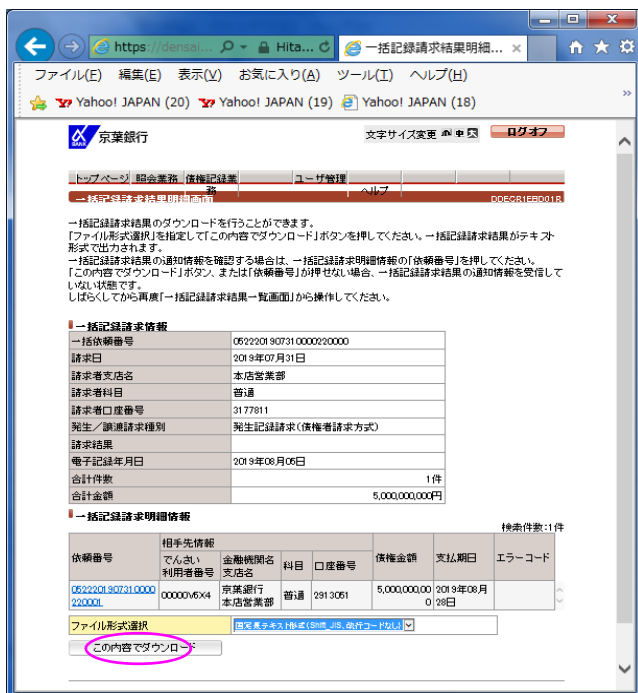 https://densai...
Hita...
一括記録請求結果明細...
ファイル(F) 編集(E) 表示(V) お気に入り(A) ツール(T) ヘルプ(H)
Yahoo! JAPAN (20) Yahoo! JAPAN (19) Yahoo! JAPAN (18)
BANK 京葉銀行
文字サイズ変更 小 中 大 ログオフ
トップページ 照会業務 債権記録業務 ユーザ管理 ヘルプ
一括記録請求結果明細画面
一括記録請求結果のダウンロードを行うことができます。
「ファイル形式選択」を指定して「この内容でダウンロード」ボタンを押してください。一括記録請求結果がテキスト
形式で出力されます。
一括記録請求結果の通知情報を確認する場合は、一括記録請求明細情報の「依頼番号」を押してください。
「この内容でダウンロード」ボタン、または「依頼番号」が押せない場合、一括記録請求結果の通知情報を受信して
いない状態です。
しばらくしてから再度「一括記録請求結果一覧画面」から操作してください。
一括記録請求情報
一括依頼番号 0522201907310000220000
請求日 2019年07月31日
請求者支店名 本店営業部
請求者科目 普通
請求者口座番号 3177811
発生/譲渡請求種別 発生記録請求(債権者請求方式)
請求結果
電子記録年月日 2019年08月05日
合計件数 1件
合計金額 5,000,000,000円
一括記録請求明細情報
検索件数:1件
依頼番号 相手先情報 債権金額 支払期日 エラーコード
でんさい利用者番号 金融機関名支店名 科目 口座番号
0522201907310000
220001 00000V6X4 京葉銀行
本店営業部 普通 2913051 5,000,000,00
0 2019年08月
28日
ファイル形式選択 固定長テキスト形式(Shift_JIS、改行コードなし)
この内容でダウンロード